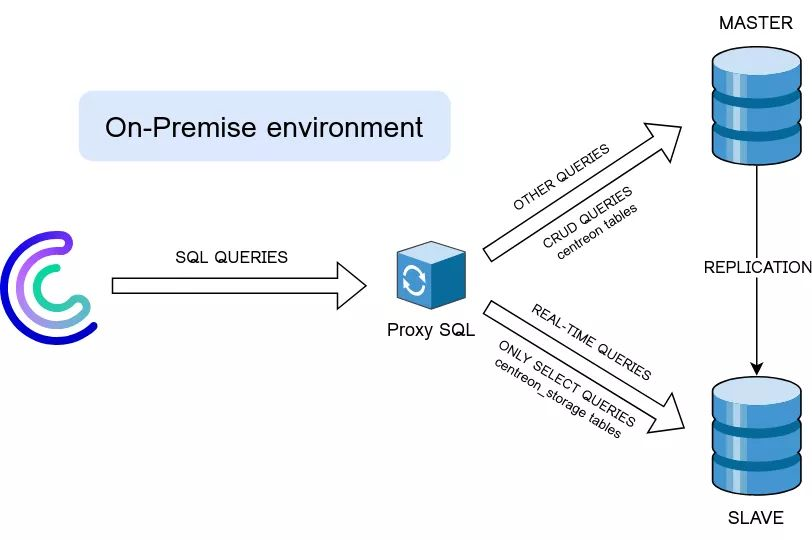 MASTER
On-Premise environment
OTHER QUERIES
CRUD QUERIES
centreon tables
SQL QUERIES
REPLICATION
Proxy SQL
REAL-TIME QUERIES
ONLY SELECT QUERIES
centreon_storage tables
SLAVE